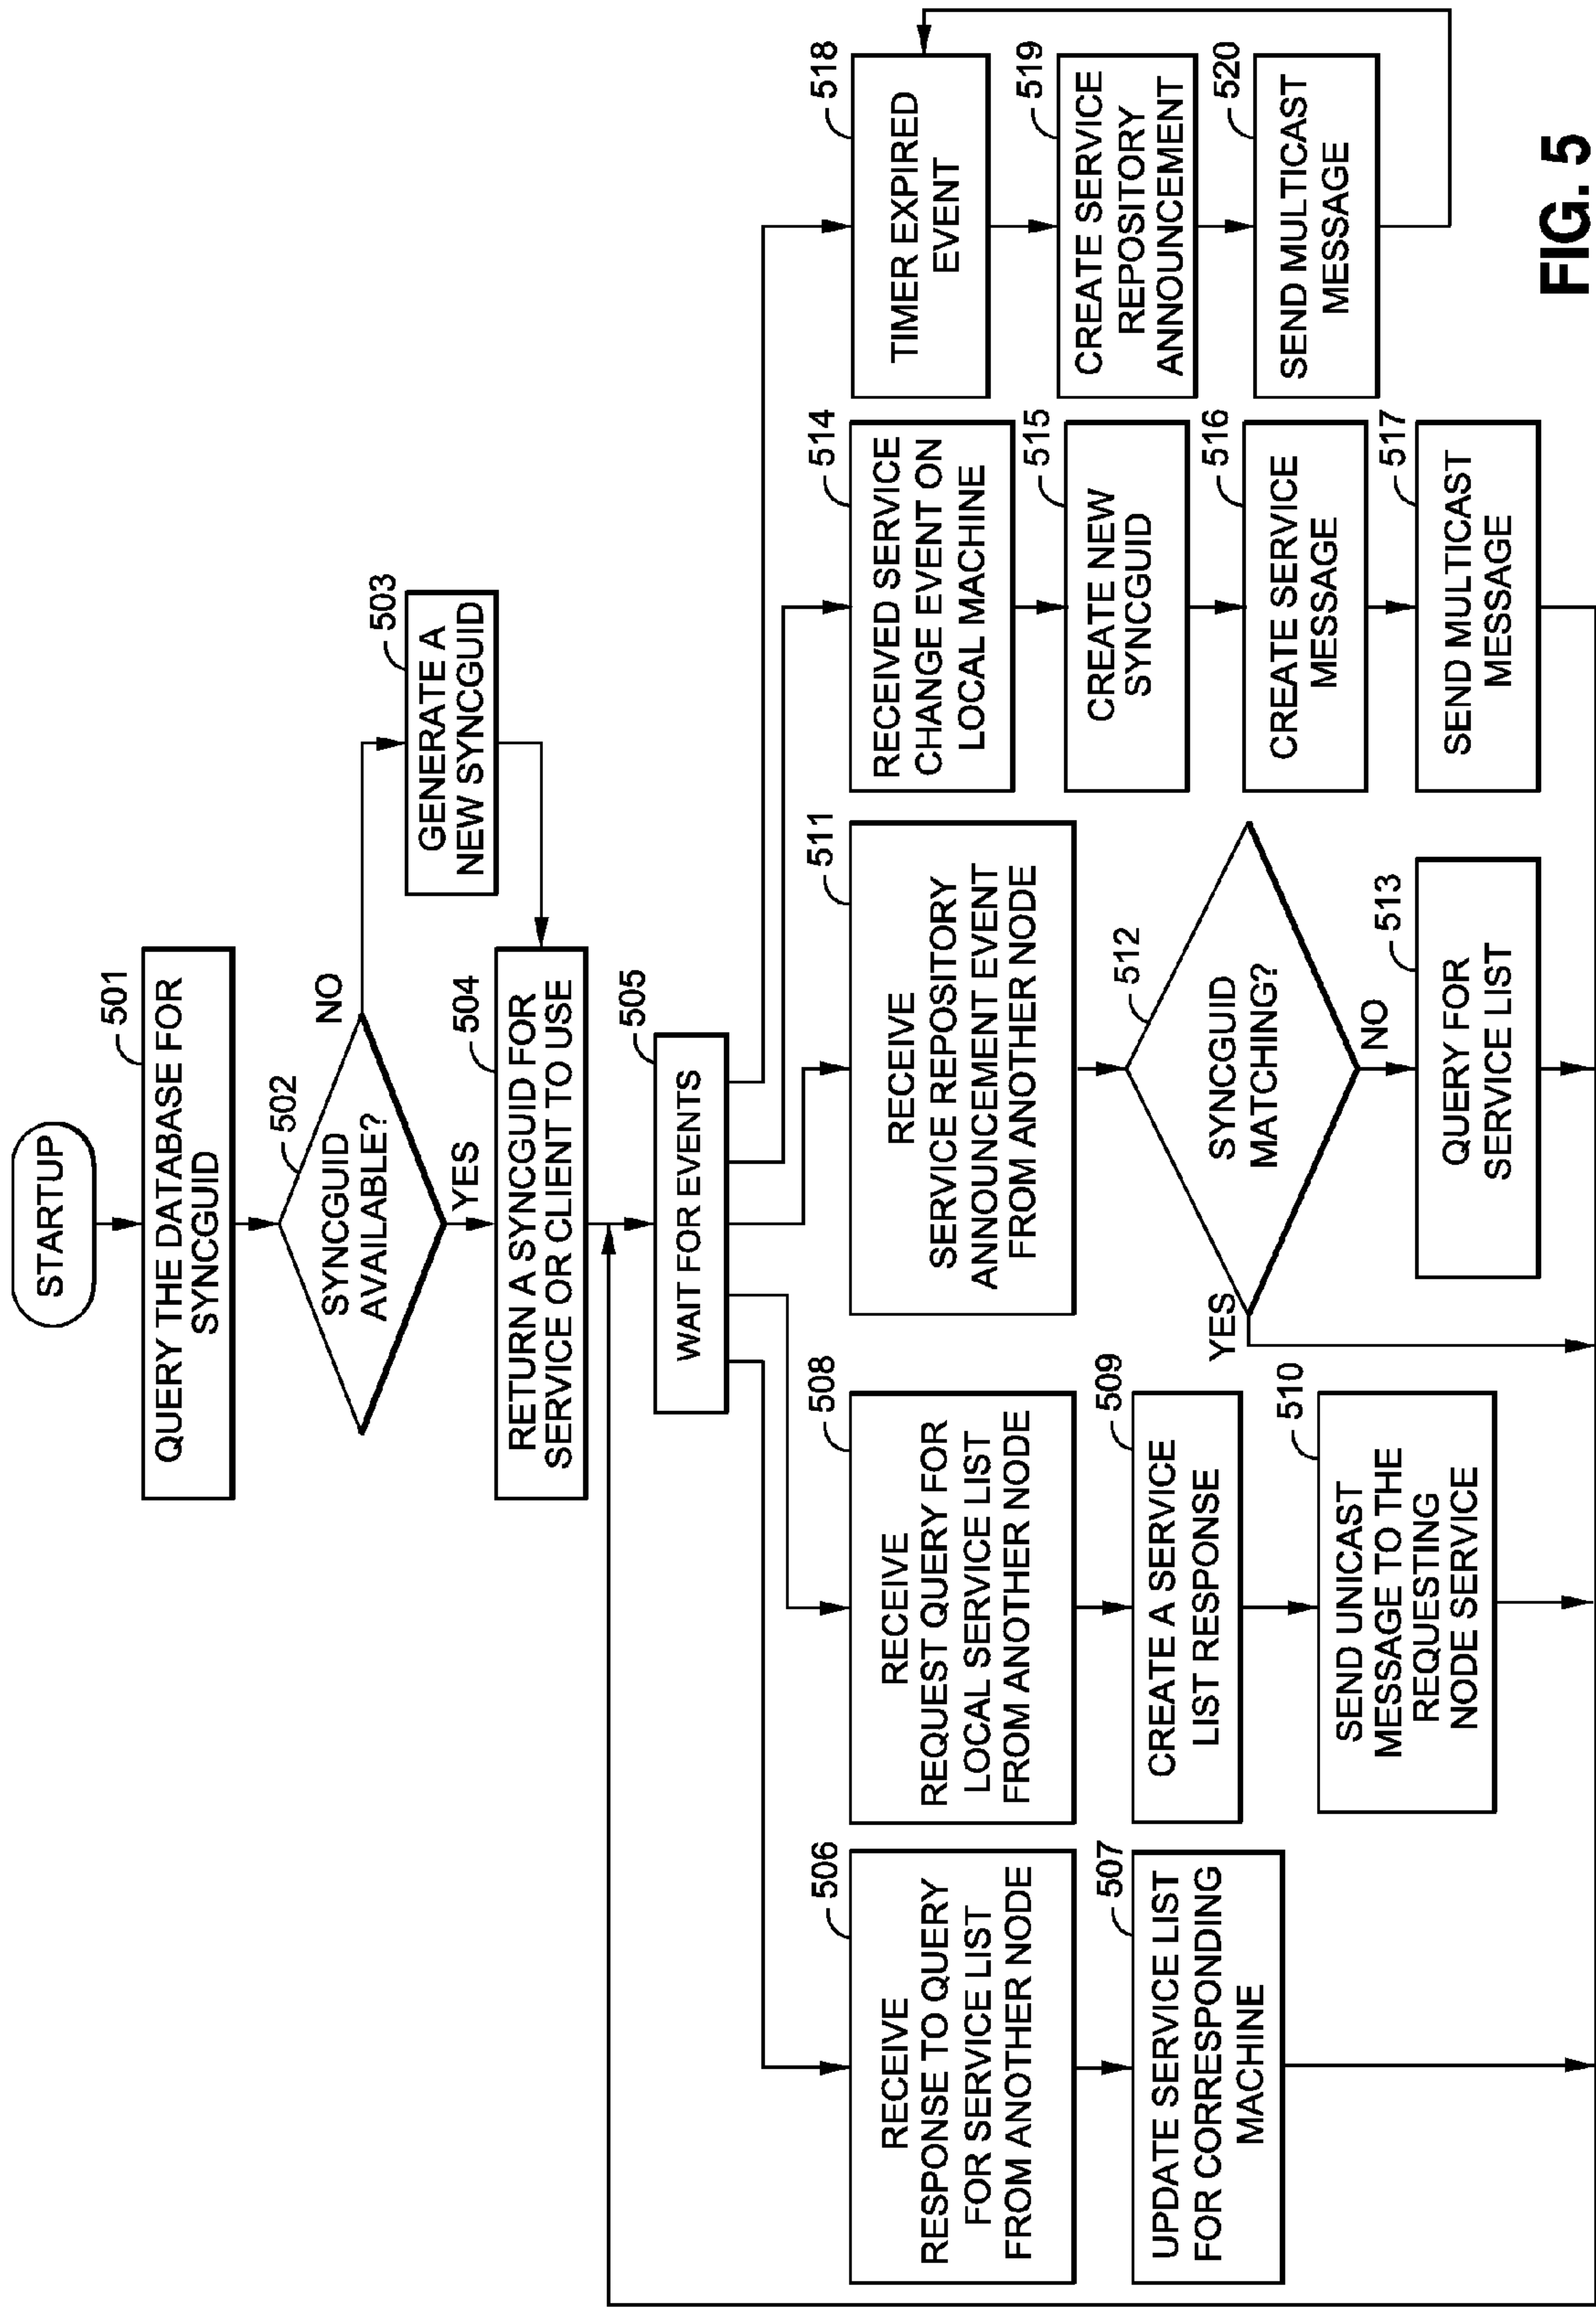 STARTUP
501
QUERY THE DATABASE FOR
SYNCGUID
502
SYNCGUID
AVAILABLE?
NO
YES
503
GENERATE A
NEW SYNCGUID
504
RETURN A SYNCGUID FOR
SERVICE OR CLIENT TO USE
505
WAIT FOR EVENTS
506
RECEIVE
RESPONSE TO QUERY
FOR SERVICE LIST
FROM ANOTHER NODE
507
UPDATE SERVICE LIST
FOR CORRESPONDING
MACHINE
508
RECEIVE
REQUEST QUERY FOR
LOCAL SERVICE LIST
FROM ANOTHER NODE
509
CREATE A SERVICE
LIST RESPONSE
510
SEND UNICAST
MESSAGE TO THE
REQUESTING
NODE SERVICE
511
RECEIVE
SERVICE REPOSITORY
ANNOUNCEMENT EVENT
FROM ANOTHER NODE
512
SYNCGUID
MATCHING?
YES
NO
513
QUERY FOR
SERVICE LIST
514
RECEIVED SERVICE
CHANGE EVENT ON
LOCAL MACHINE
515
CREATE NEW
SYNCGUID
516
CREATE SERVICE
MESSAGE
517
SEND MULTICAST
MESSAGE
518
TIMER EXPIRED
EVENT
519
CREATE SERVICE
REPOSITORY
ANNOUNCEMENT
520
SEND MULTICAST
MESSAGE
FIG. 5